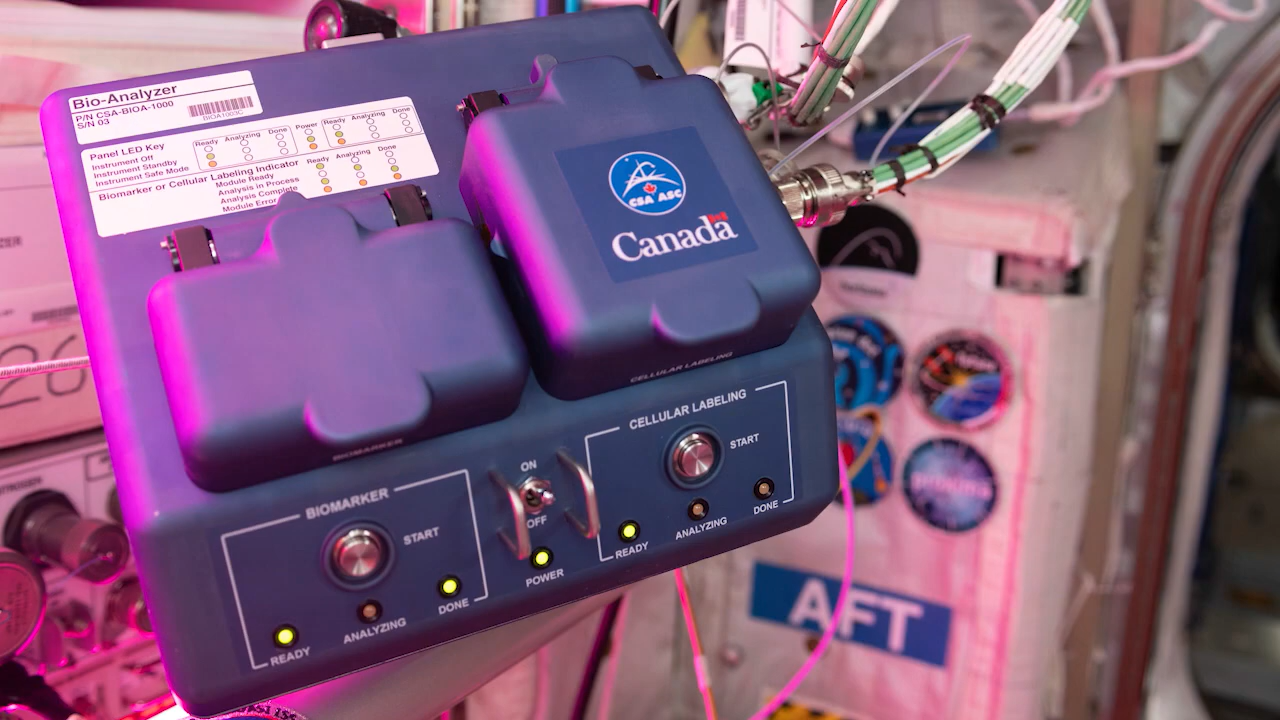 Bio-Analyzer
P/N CSA-BIOA-1000
S/N 03
BIOA1003C
Panel LED Key
Instrument Off
Instrument Standby
Instrument Safe Mode
Ready Analyzing Done Power Ready Analyzing Done
Biomarker or Cellular Labeling Indicator
Ready Analyzing Done
Module Ready
Analysis in Process
Analysis Complete
Module Error
CSA ASC
Canada
CELLULAR LABELING
BIOMARKER
CELLULAR LABELING
START
READY
ANALYZING
DONE
ON
OFF
POWER
BIOMARKER
START
READY
ANALYZING
DONE
26
AFT